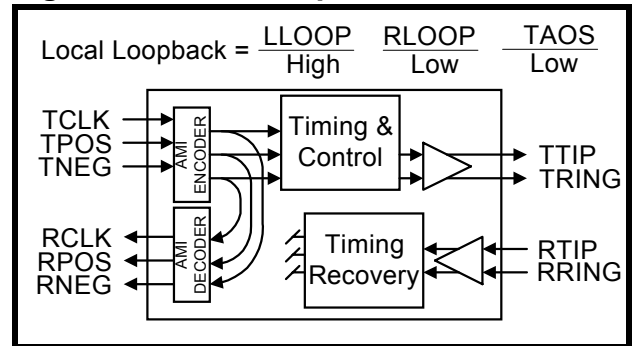 Local Loopback = LLOOP RLOOP TAOS
High Low Low
TCLK
TPOS
TNEG
AMI
ENCODER
Timing &
Control
TTIP
TRING
RCLK
RPOS
RNEG
AMI
DECODER
Timing
Recovery
RTIP
RRING